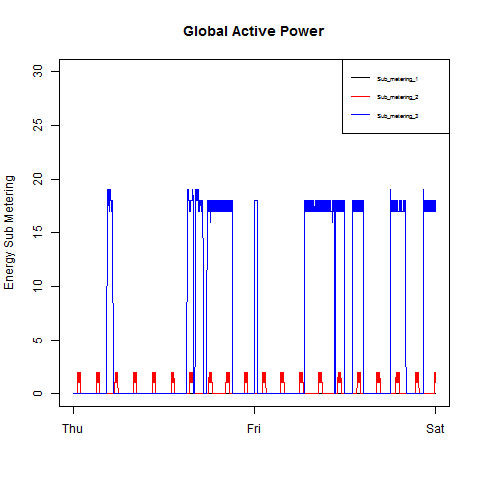 Global Active Power
Energy Sub Metering
30
25
20
15
10
5
0
Sub_metering_1
Sub_metering_2
Sub_metering_3
Thu Fri Sat